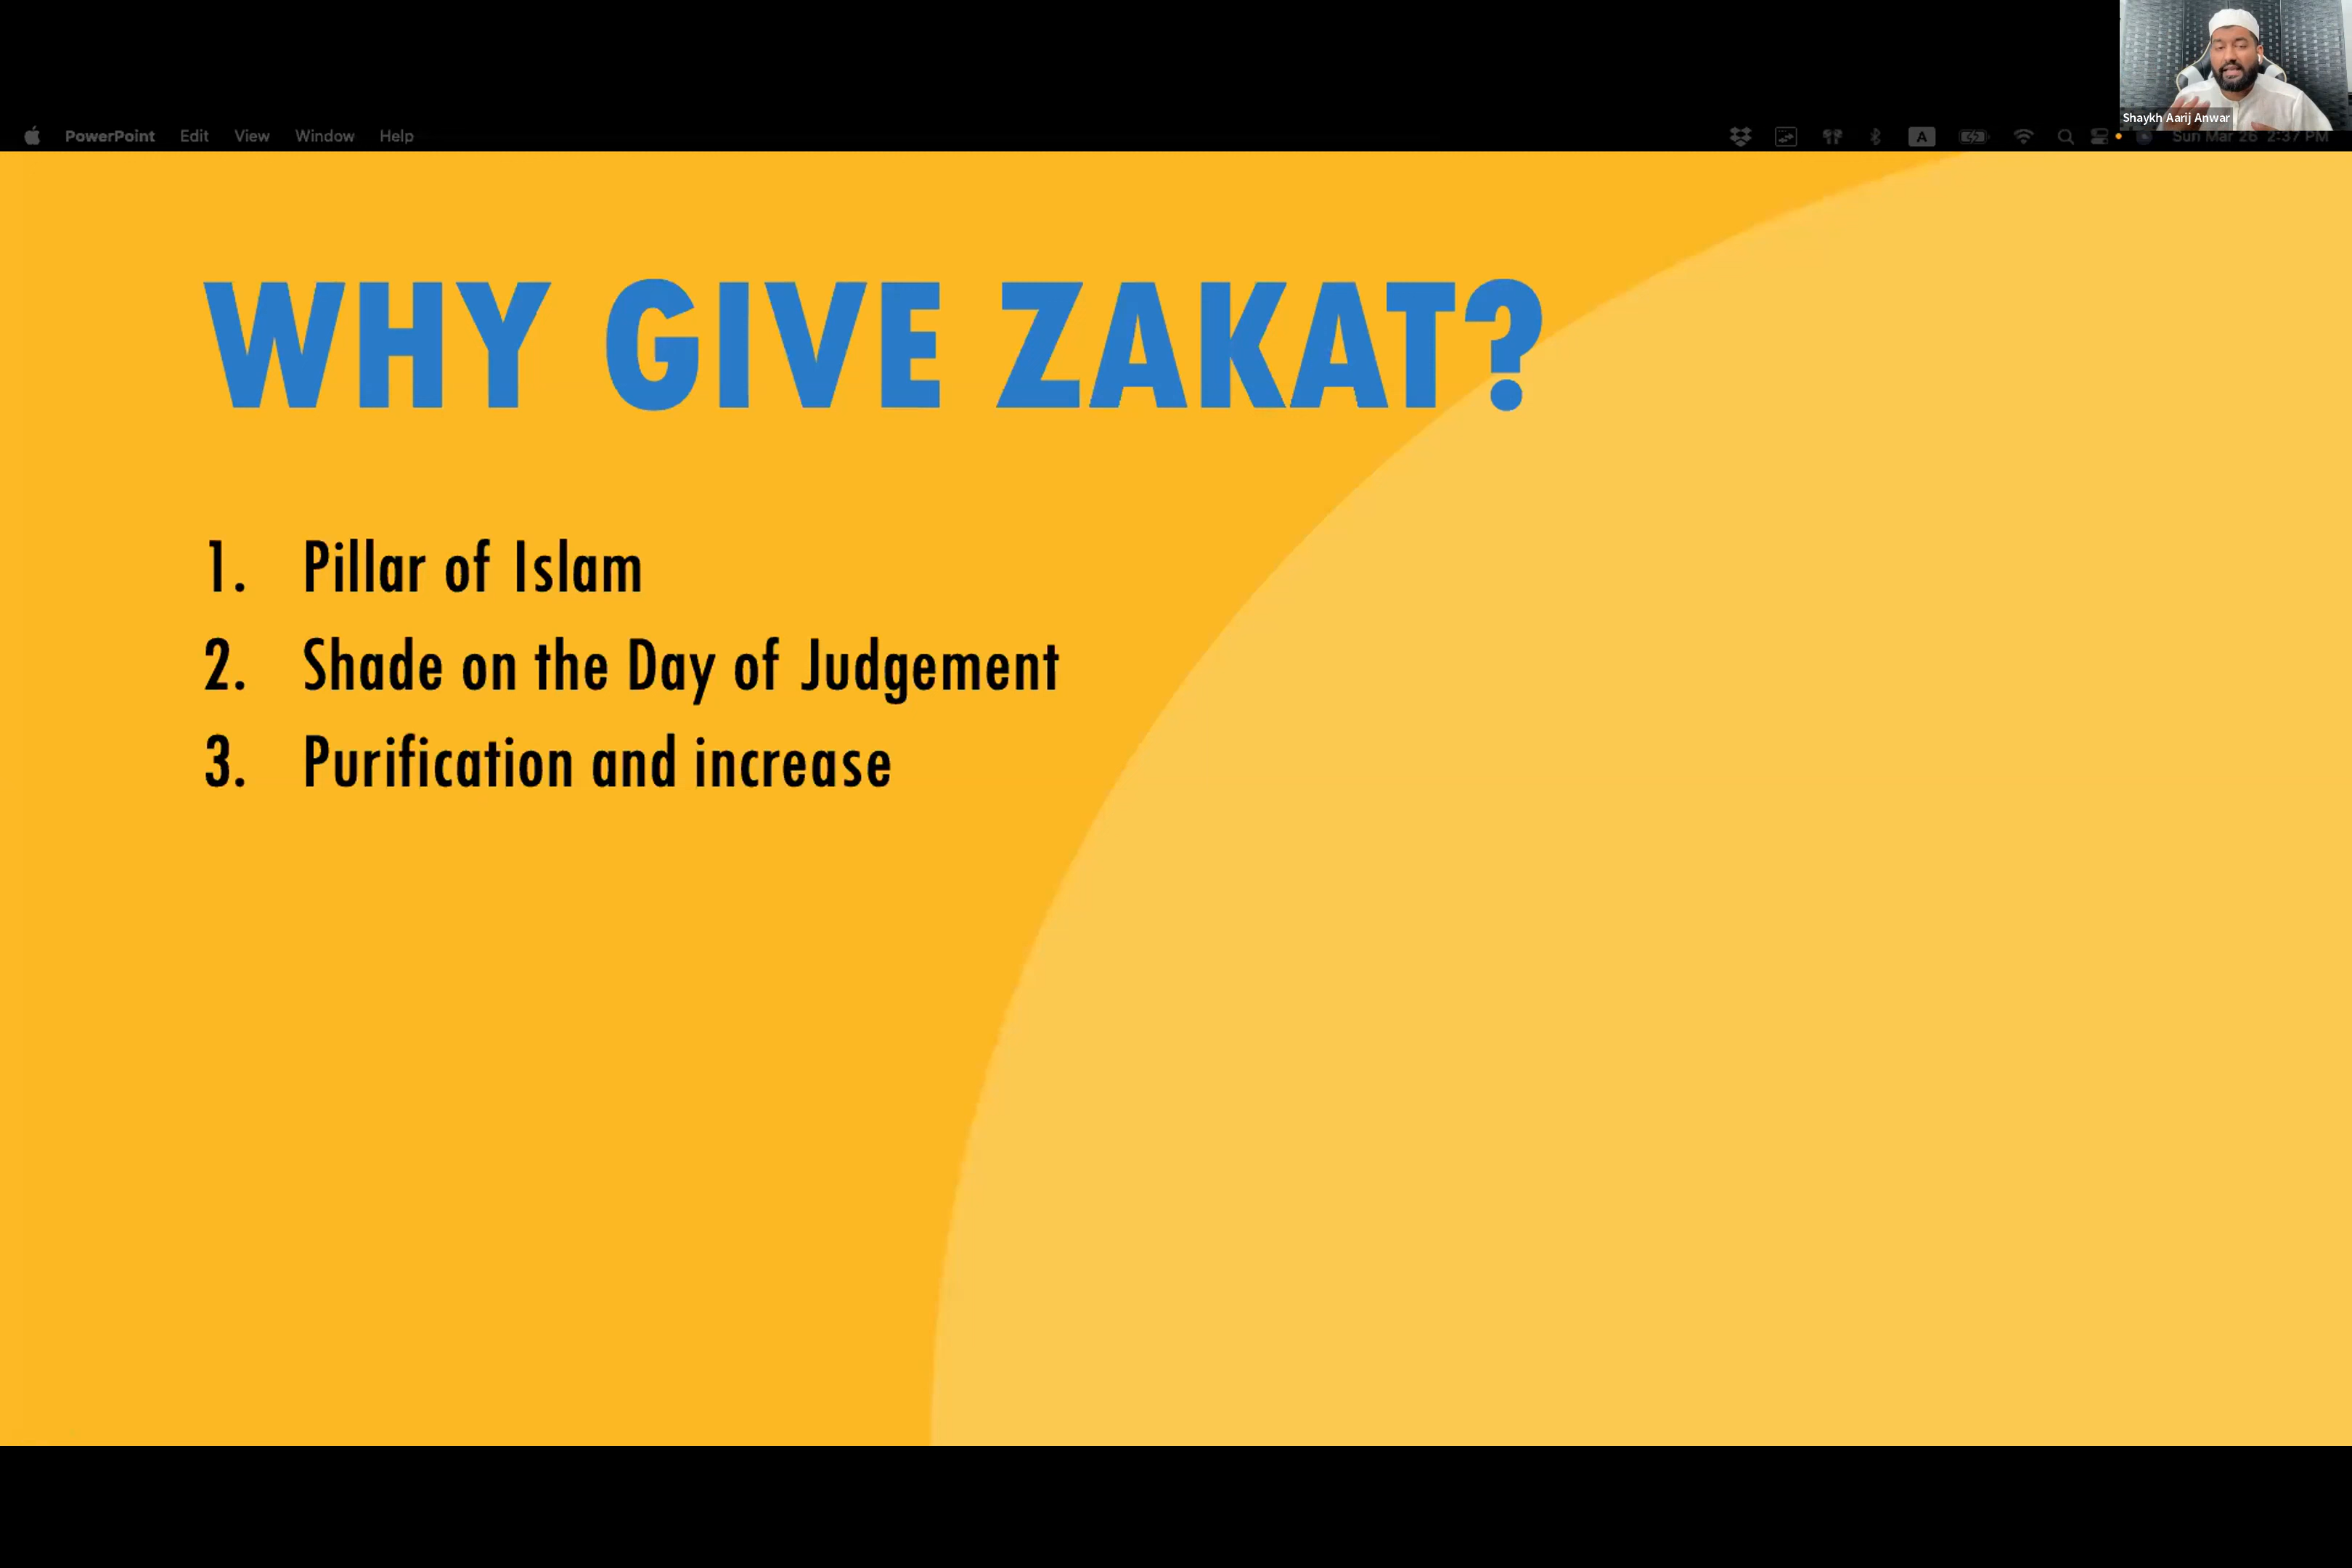 Shaykh Aarij Anwar
PowerPoint Edit View Window Help
A
Sun Mar 26 2:37 PM
WHY GIVE ZAKAT?
1. Pillar of Islam
2. Shade on the Day of Judgement
3. Purification and increase